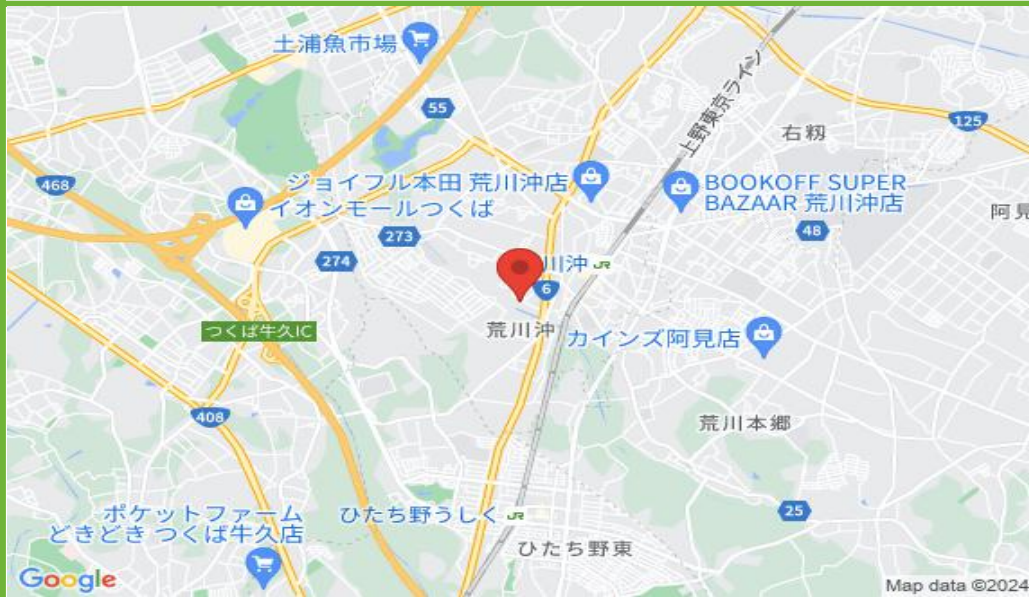 土浦魚市場
55
上野東京ライン
125
右籾
468
ジョイフル本田 荒川沖店
BOOKOFF SUPER
BAZAAR 荒川沖店
イオンモールつくば
阿見
273
48
274
川沖 JR
6
つくば牛久IC
荒川沖
カインズ阿見店
408
荒川本郷
ポケットファーム
どきどき つくば牛久店
ひたち野うしく JR
25
ひたち野東
Google
Map data ©2024